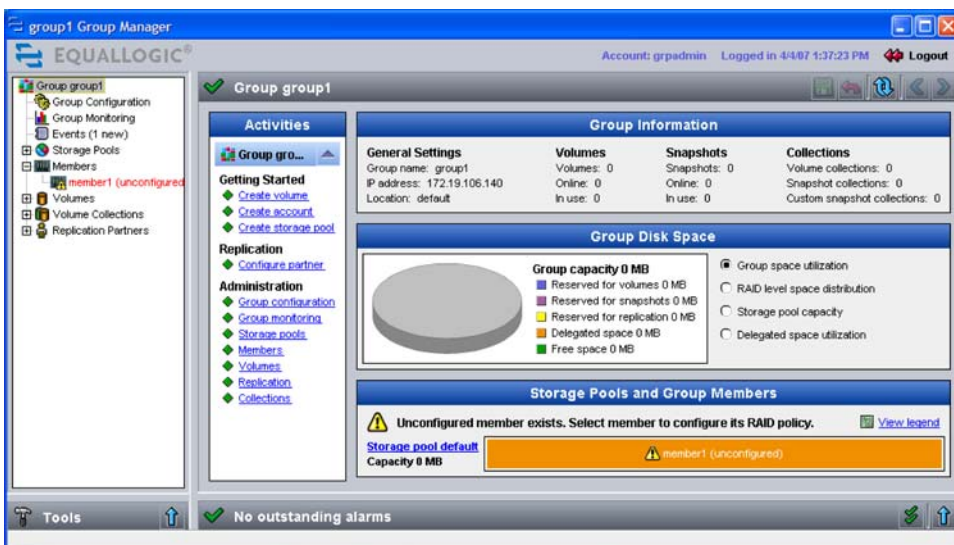 group1 Group Manager
EQUALLOGIC®
Account: grpadmin Logged in 4/4/07 1:37:23 PM Logout
Group group1
Group Configuration
Group Monitoring
Events (1 new)
Storage Pools
Members
member1 (unconfigured
Volumes
Volume Collections
Replication Partners
Tools
Group group1
Activities
Group gro...
Getting Started
Create volume
Create account
Create storage pool
Replication
Configure partner
Administration
Group configuration
Group monitoring
Storage pools
Members
Volumes
Replication
Collections
Group Information
General Settings
Group name: group1
IP address: 172.19.106.140
Location: default
Volumes
Volumes: 0
Online: 0
In use: 0
Snapshots
Snapshots: 0
Online: 0
In use: 0
Collections
Volume collections: 0
Snapshot collections: 0
Custom snapshot collections: 0
Group Disk Space
Group capacity 0 MB
Reserved for volumes 0 MB
Reserved for snapshots 0 MB
Reserved for replication 0 MB
Delegated space 0 MB
Free space 0 MB
Group space utilization
RAID level space distribution
Storage pool capacity
Delegated space utilization
Storage Pools and Group Members
Unconfigured member exists. Select member to configure its RAID policy. View legend
Storage pool default
Capacity 0 MB
member1 (unconfigured)
No outstanding alarms